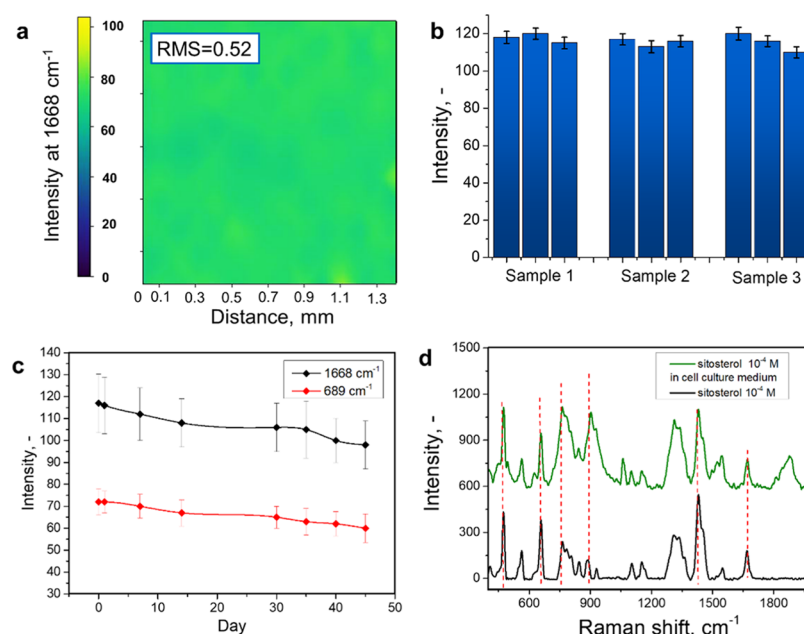 a
RMS=0.52
Intensity at 1668 cm⁻¹
100
80
60
40
20
0
0 0.1 0.3 0.5 0.7 0.9 1.1 1.3
Distance, mm
b
Intensity, -
120
100
80
60
40
20
0
Sample 1 Sample 2 Sample 3
c
Intensity, -
140
130
120
110
100
90
80
70
60
50
40
30
1668 cm⁻¹
689 cm⁻¹
0 10 20 30 40 50
Day
d
Intensity, -
1500
1200
900
600
300
0
sitosterol 10⁻⁴ M
in cell culture medium
sitosterol 10⁻⁴ M
600 900 1200 1500 1800
Raman shift, cm⁻¹